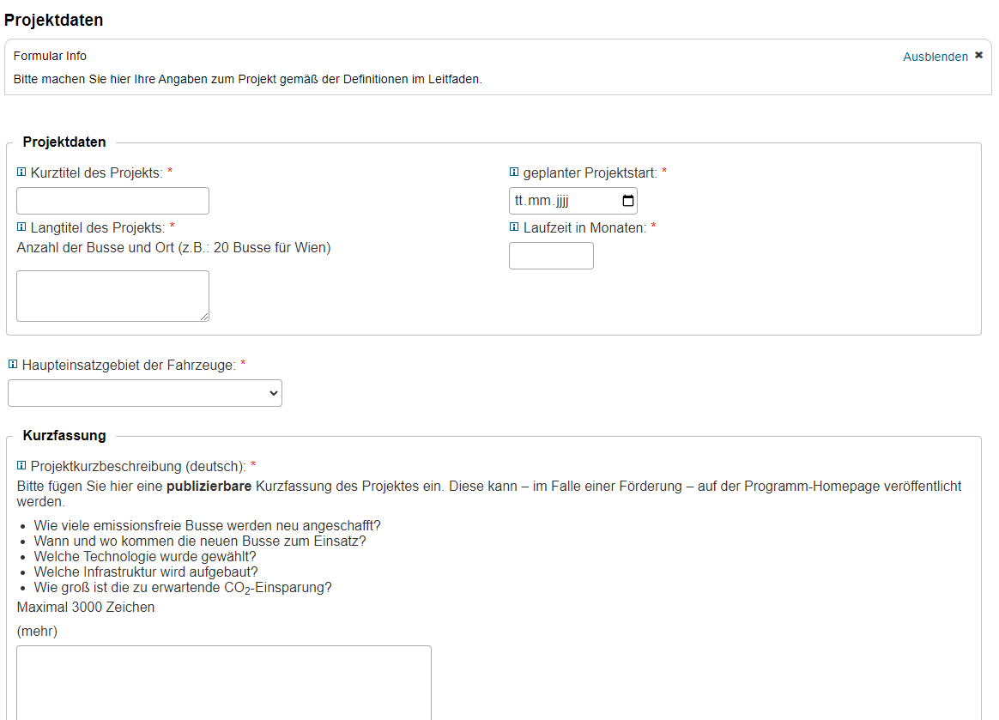 Projektdaten
Formular Info
Ausblenden ✖
Bitte machen Sie hier Ihre Angaben zum Projekt gemäß der Definitionen im Leitfaden.
Projektdaten
Kurztitel des Projekts: *
geplanter Projektstart: *
tt.mm.jjjj
Langtitel des Projekts: *
Laufzeit in Monaten: *
Anzahl der Busse und Ort (z.B.: 20 Busse für Wien)
Haupteinsatzgebiet der Fahrzeuge: *
Kurzfassung
Projektkurzbeschreibung (deutsch): *
Bitte fügen Sie hier eine publizierbare Kurzfassung des Projektes ein. Diese kann – im Falle einer Förderung – auf der Programm-Homepage veröffentlicht
werden.
• Wie viele emissionsfreie Busse werden neu angeschafft?
• Wann und wo kommen die neuen Busse zum Einsatz?
• Welche Technologie wurde gewählt?
• Welche Infrastruktur wird aufgebaut?
• Wie groß ist die zu erwartende CO₂-Einsparung?
Maximal 3000 Zeichen
(mehr)